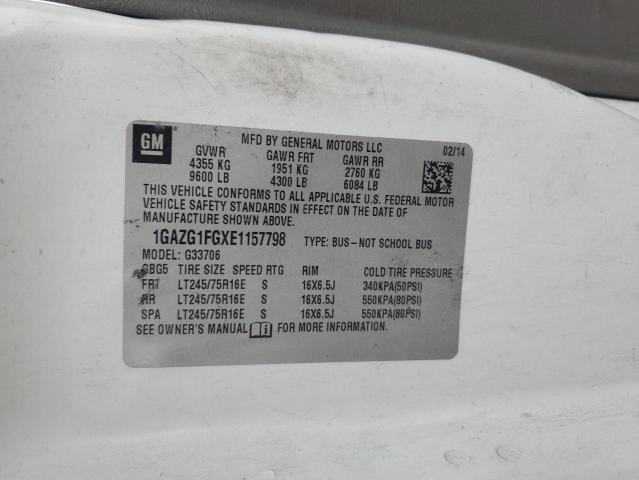 GM
MFD BY GENERAL MOTORS LLC
02/14
GVWR GAWR FRT GAWR RR
4355 KG 1951 KG 2760 KG
9600 LB 4300 LB 6084 LB
THIS VEHICLE CONFORMS TO ALL APPLICABLE U.S. FEDERAL MOTOR
VEHICLE SAFETY STANDARDS IN EFFECT ON THE DATE OF
MANUFACTURE SHOWN ABOVE.
1GAZG1FGXE1157798 TYPE: BUS–NOT SCHOOL BUS
MODEL: G33706
GBG5 TIRE SIZE SPEED RTG RIM COLD TIRE PRESSURE
FRT LT245/75R16E S 16X6.5J 340KPA(50PSI)
RR LT245/75R16E S 16X6.5J 550KPA(80PSI)
SPA LT245/75R16E S 16X6.5J 550KPA(80PSI)
SEE OWNER'S MANUAL FOR MORE INFORMATION